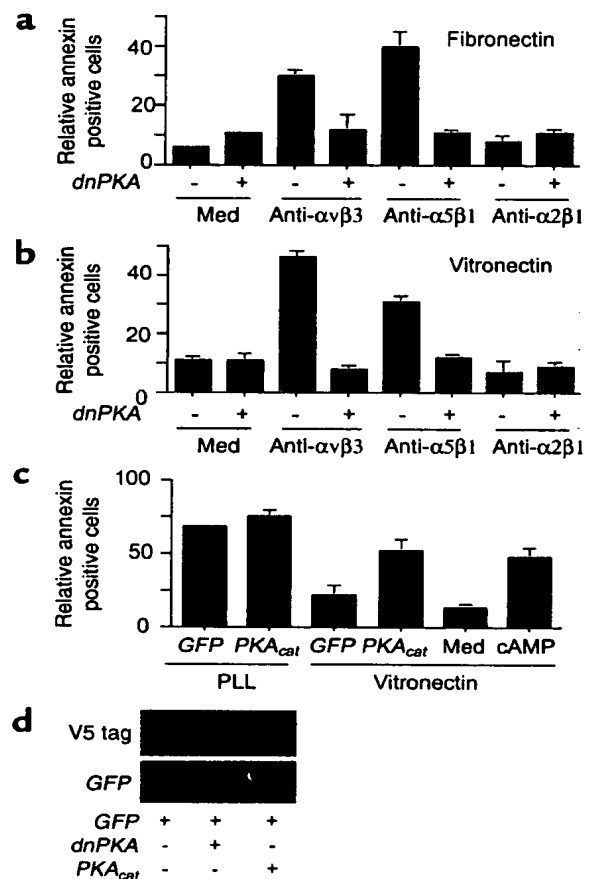 a
Fibronectin
Relative annexin
positive cells
40
20
0
dnPKA - + - + - + - +
Med Anti-αvβ3 Anti-α5β1 Anti-α2β1
b
Vitronectin
Relative annexin
positive cells
40
20
0
dnPKA - + - + - + - +
Med Anti-αvβ3 Anti-α5β1 Anti-α2β1
c
Relative annexin
positive cells
100
50
0
GFP PKAcat GFP PKAcat Med cAMP
PLL Vitronectin
d
V5 tag
GFP
GFP + + +
dnPKA - + -
PKAcat - - +